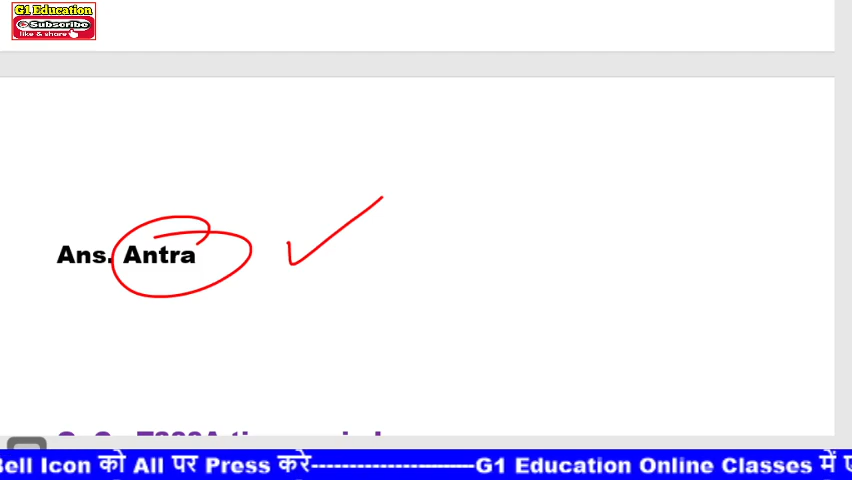 G1 Education
Subscribe
like & share
Ans. Antra
Bell Icon को All पर Press करे-----------------------G1 Education Online Classes में